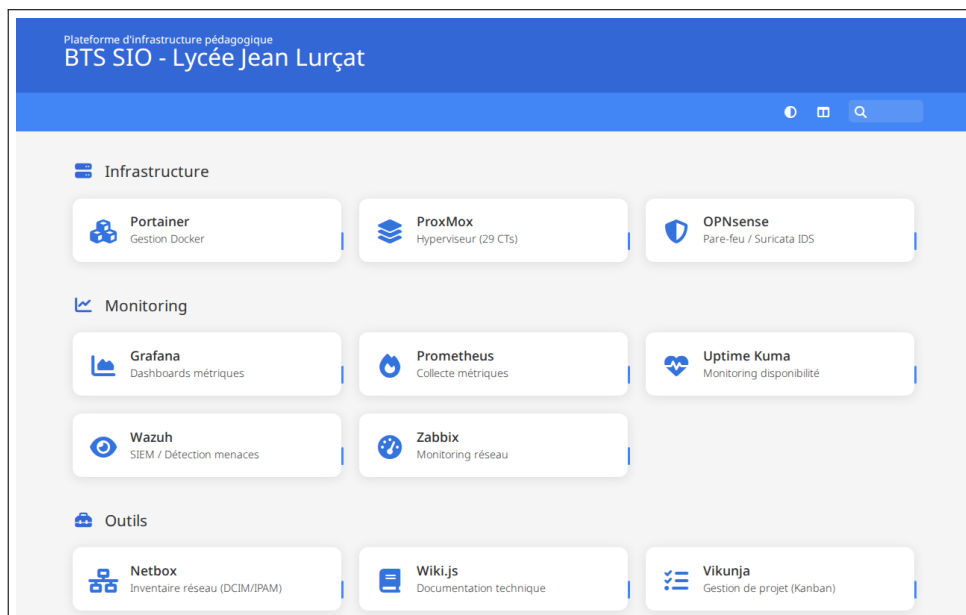 Plateforme d'infrastructure pédagogique
BTS SIO - Lycée Jean Lurçat
Infrastructure
Portainer
Gestion Docker
ProxMox
Hyperviseur (29 CTs)
OPNsense
Pare-feu / Suricata IDS
Monitoring
Grafana
Dashboards métriques
Prometheus
Collecte métriques
Uptime Kuma
Monitoring disponibilité
Wazuh
SIEM / Détection menaces
Zabbix
Monitoring réseau
Outils
Netbox
Inventaire réseau (DCIM/IPAM)
Wiki.js
Documentation technique
Vikunja
Gestion de projet (Kanban)